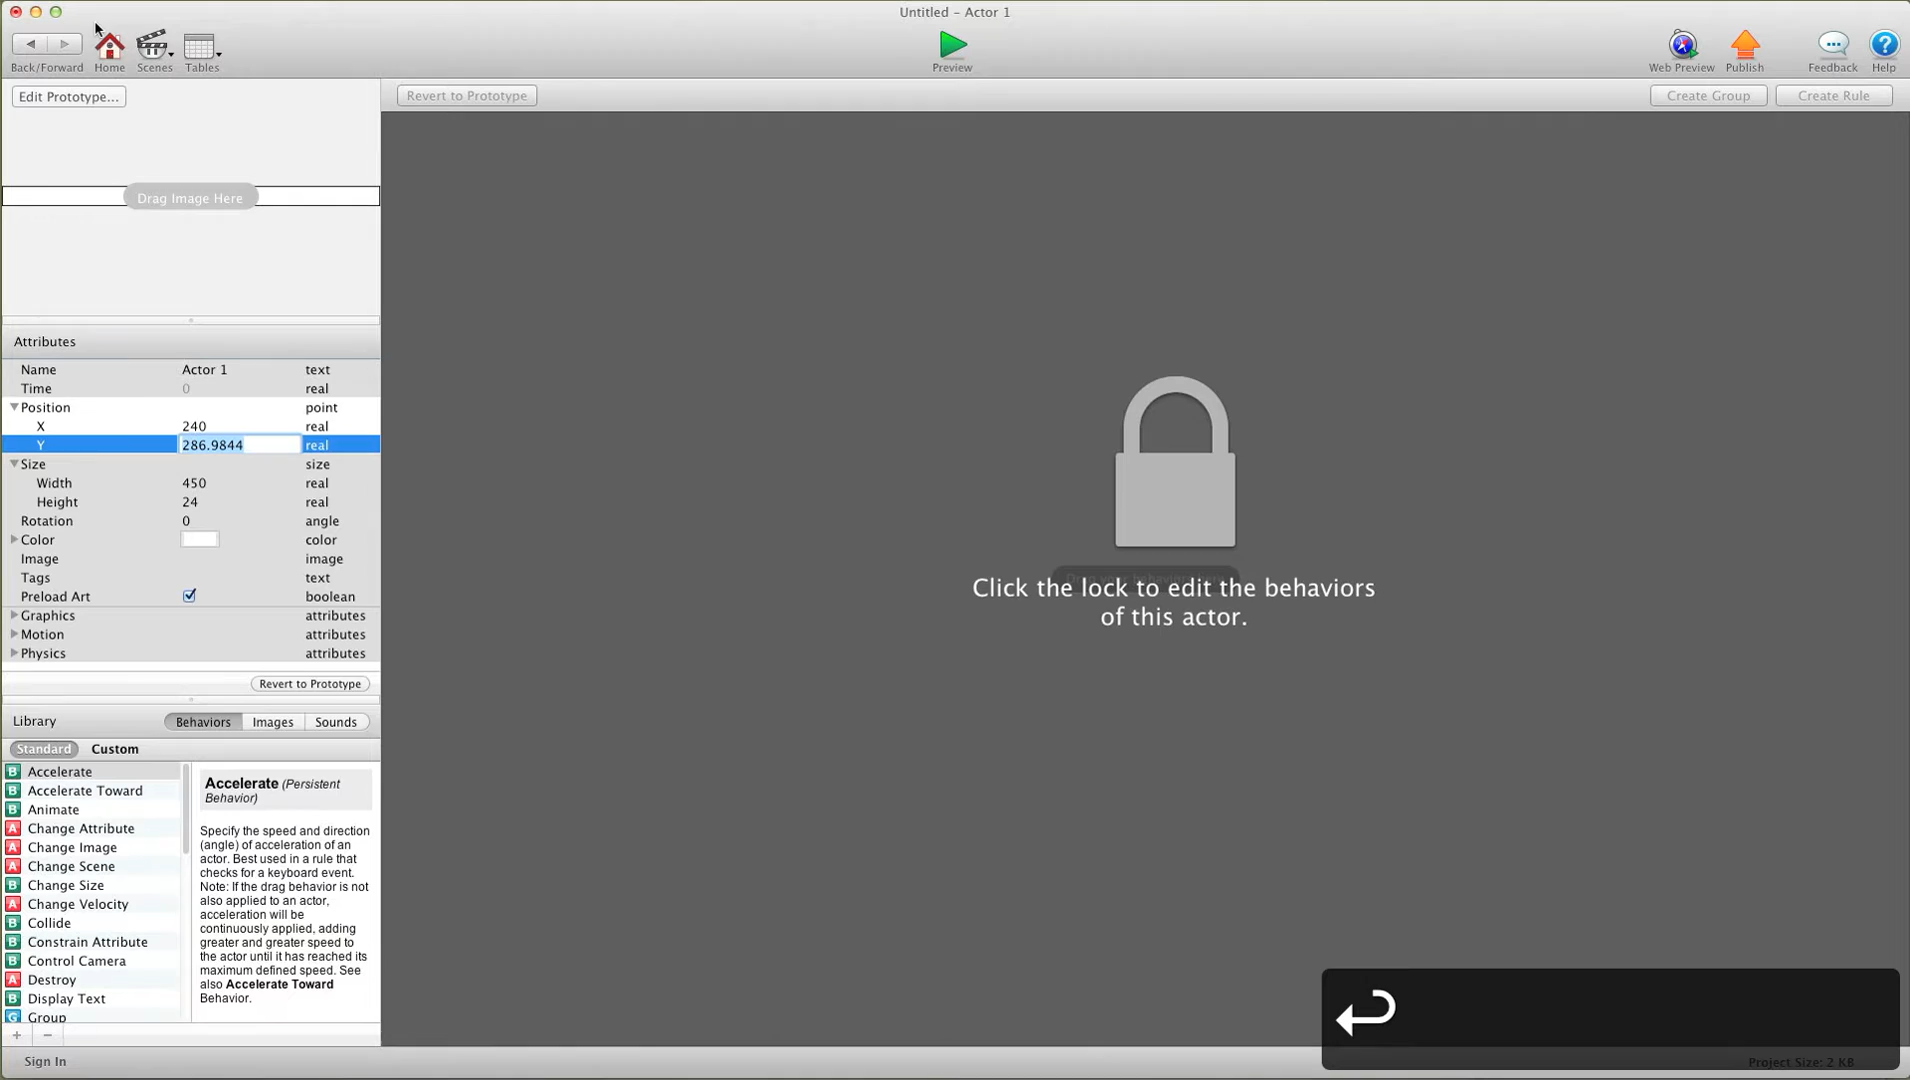 Untitled - Actor 1
Back/Forward
Home
Scenes
Tables
Preview
Web Preview
Publish
Feedback
Help
Edit Prototype...
Revert to Prototype
Create Group
Create Rule
Drag Image Here
Attributes
Name Actor 1 text
Time 0 real
Position point
X 240 real
Y 286.9844 real
Size size
Width 450 real
Height 24 real
Rotation 0 angle
Color color
Image image
Tags text
Preload Art boolean
Graphics attributes
Motion attributes
Physics attributes
Revert to Prototype
Library Behaviors Images Sounds
Standard Custom
B Accelerate
B Accelerate Toward
B Animate
A Change Attribute
A Change Image
A Change Scene
B Change Size
A Change Velocity
B Collide
B Constrain Attribute
B Control Camera
A Destroy
B Display Text
G Group
Accelerate (Persistent
Behavior)
Specify the speed and direction
(angle) of acceleration of an
actor. Best used in a rule that
checks for a keyboard event.
Note: If the drag behavior is not
also applied to an actor,
acceleration will be
continuously applied, adding
greater and greater speed to
the actor until it has reached its
maximum defined speed. See
also Accelerate Toward
Behavior.
Click the lock to edit the behaviors
of this actor.
Sign In
Project Size: 2 KB